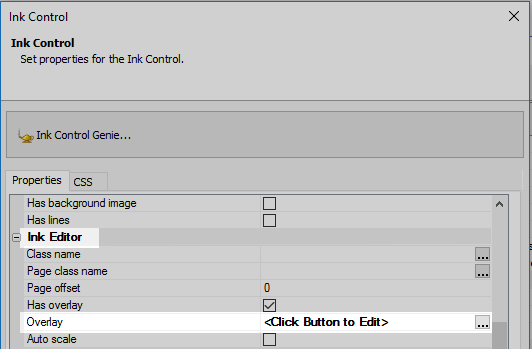 Ink Control
Ink Control
Set properties for the Ink Control.
Ink Control Genie...
Properties CSS
Has background image
Has lines
Ink Editor
Class name ...
Page class name ...
Page offset 0
Has overlay
Overlay <Click Button to Edit> ...
Auto scale